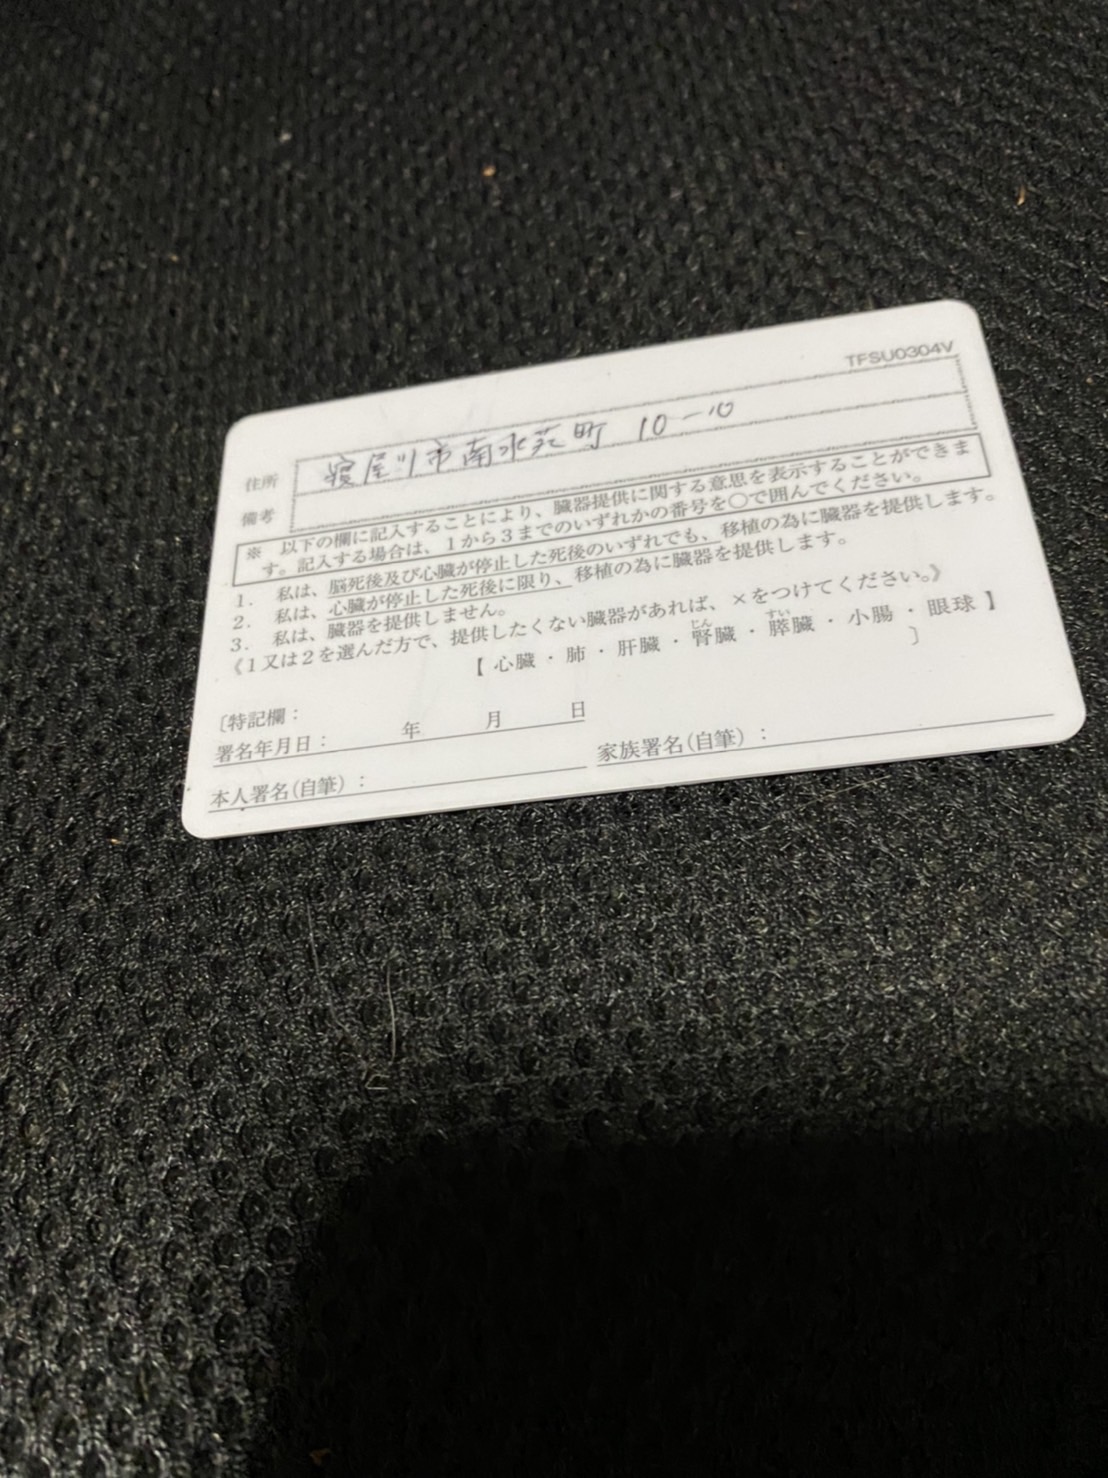 TFSU0304V
住所 寝屋川市南水苑町 10-10
備考
※ 以下の欄に記入することにより、臓器提供に関する意思を表示することができま
す。記入する場合は、1から3までのいずれかの番号を〇で囲んでください。
1. 私は、脳死後及び心臓が停止した死後のいずれでも、移植の為に臓器を提供します。
2. 私は、心臓が停止した死後に限り、移植の為に臓器を提供します。
3. 私は、臓器を提供しません。
《1又は2を選んだ方で、提供したくない臓器があれば、×をつけてください。》
【 心臓 ・ 肺 ・ 肝臓 ・ 腎臓 ・ 膵臓 ・ 小腸 ・ 眼球 】
じん すい
〔特記欄: 〕
署名年月日: 年 月 日
本人署名(自筆): 家族署名(自筆):